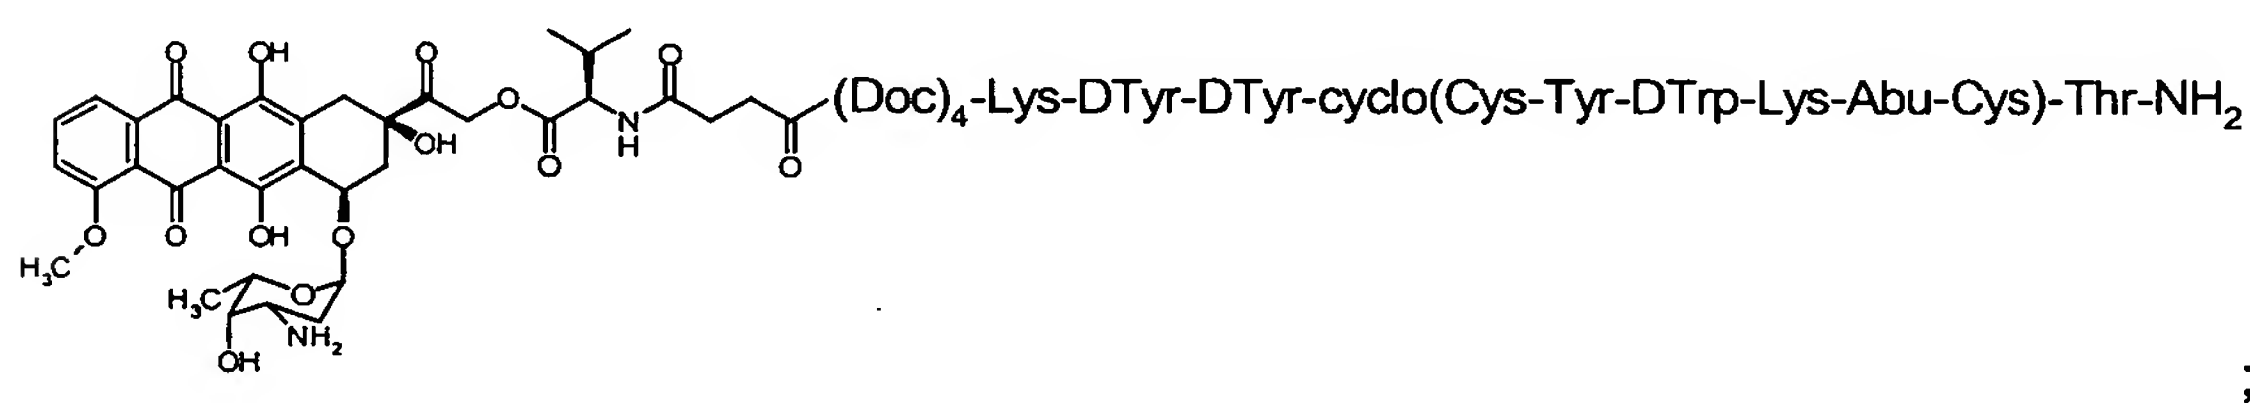 O OH O O
(Doc)4-Lys-DTyr-DTyr-cyclo(Cys-Tyr-DTrp-Lys-Abu-Cys)-Thr-NH2
O
OH
O N
H
O O
O O OH O
H3C
H3C O
NH2
OH
;